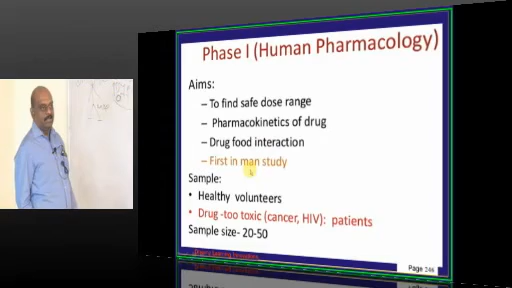 Phase I (Human Pharmacology)
Aims:
– To find safe dose range
– Pharmacokinetics of drug
– Drug food interaction
– First in man study
Sample:
• Healthy volunteers
• Drug -too toxic (cancer, HIV): patients
Sample size- 20-50
Page 146